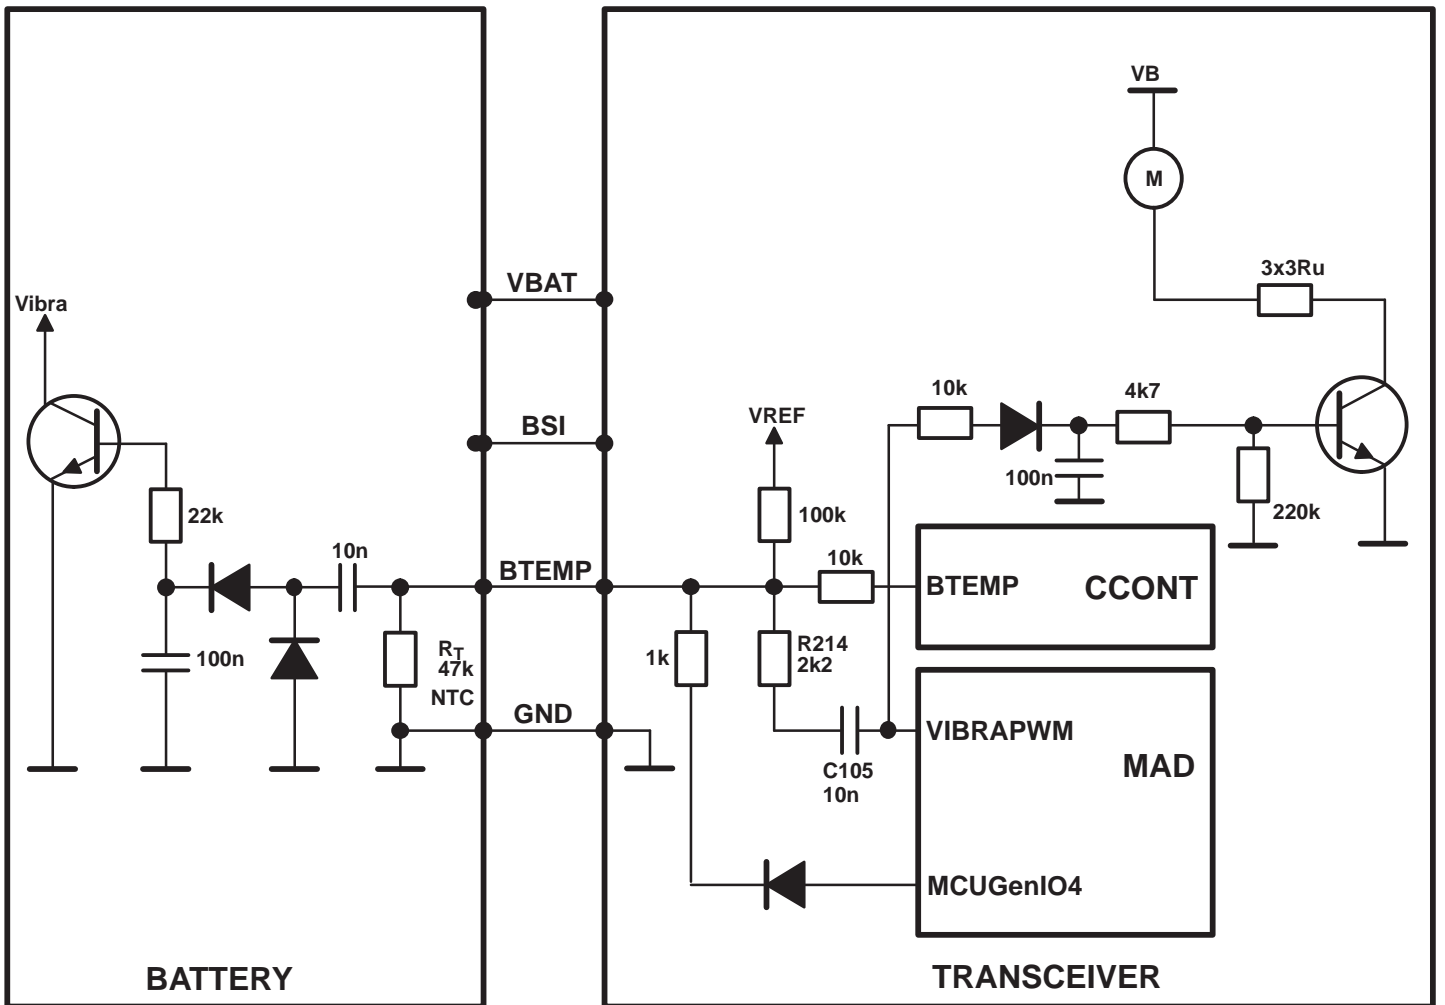 VB
M
3x3Ru
VBAT
Vibra
10k
4k7
VREF
BSI
100n
22k
100k
220k
10n
BTEMP
10k
BTEMP
CCONT
100n
RT
47k
NTC
1k
R214
2k2
GND
VIBRAPWM
MAD
C105
10n
MCUGenIO4
BATTERY
TRANSCEIVER